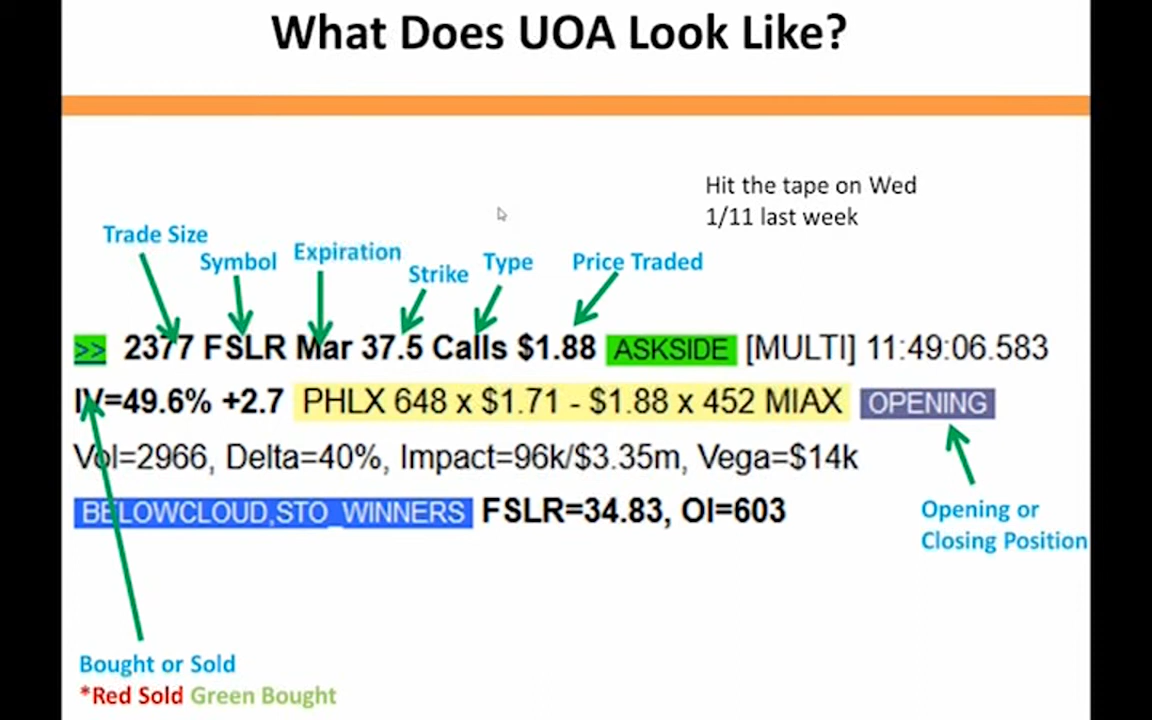 What Does UOA Look Like?
Hit the tape on Wed
1/11 last week
Trade Size
Symbol
Expiration
Strike
Type
Price Traded
>> 2377 FSLR Mar 37.5 Calls $1.88 ASKSIDE [MULTI] 11:49:06.583
IV=49.6% +2.7 PHLX 648 x $1.71 - $1.88 x 452 MIAX OPENING
Vol=2966, Delta=40%, Impact=96k/$3.35m, Vega=$14k
BELOWCLOUD,STO_WINNERS FSLR=34.83, OI=603
Opening or
Closing Position
Bought or Sold
*Red Sold Green Bought